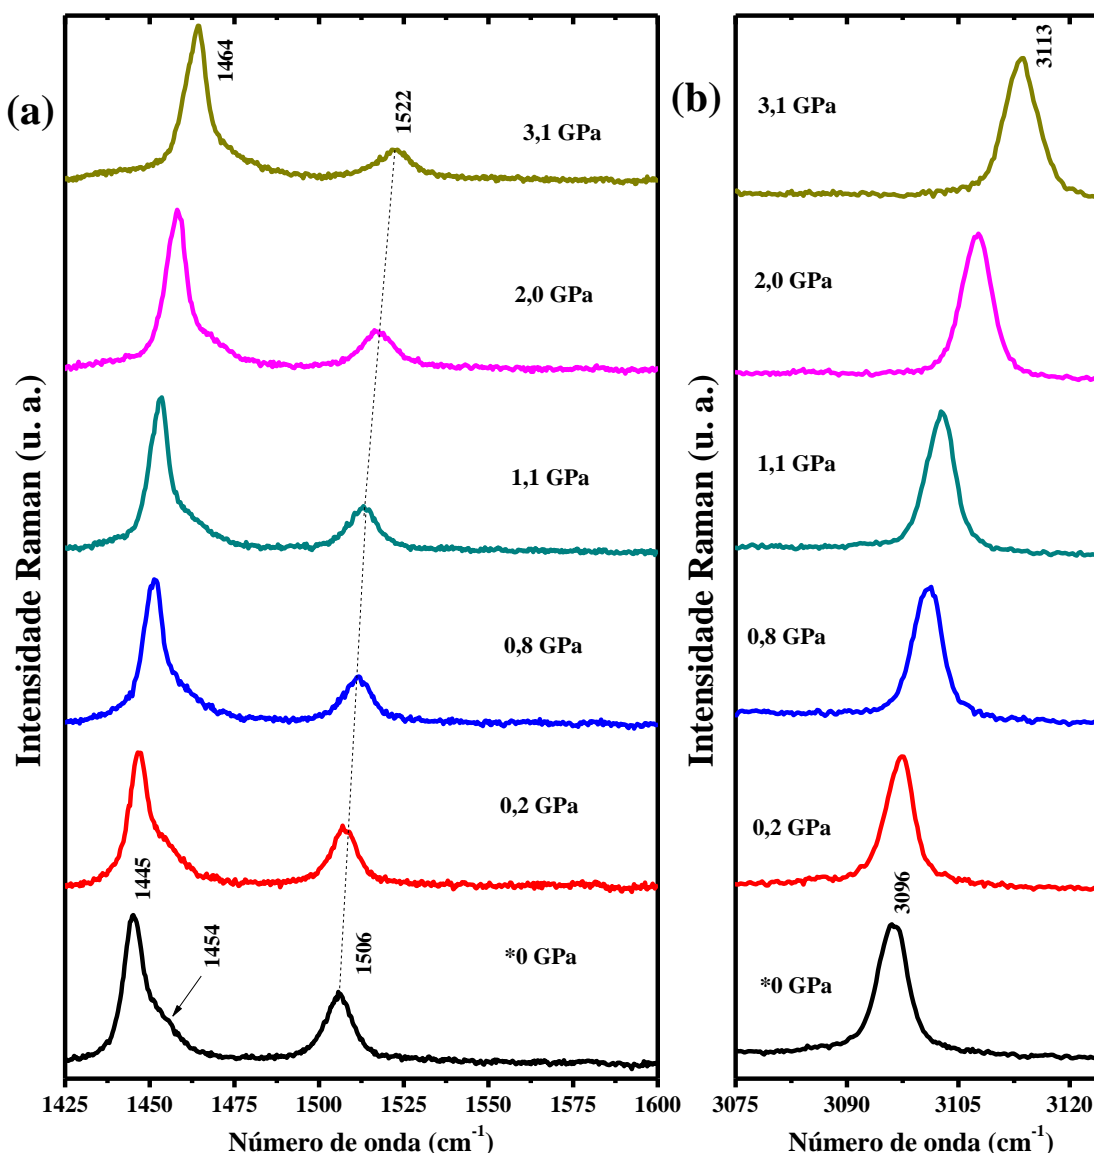 (a)
Intensidade Raman (u. a.)
1464
1522
3,1 GPa
2,0 GPa
1,1 GPa
0,8 GPa
0,2 GPa
1445
1454
1506
*0 GPa
1425 1450 1475 1500 1525 1550 1575 1600
Número de onda (cm⁻¹)
(b)
Intensidade Raman (u. a.)
3113
3,1 GPa
2,0 GPa
1,1 GPa
0,8 GPa
0,2 GPa
3096
*0 GPa
3075 3090 3105 3120
Número de onda (cm⁻¹)